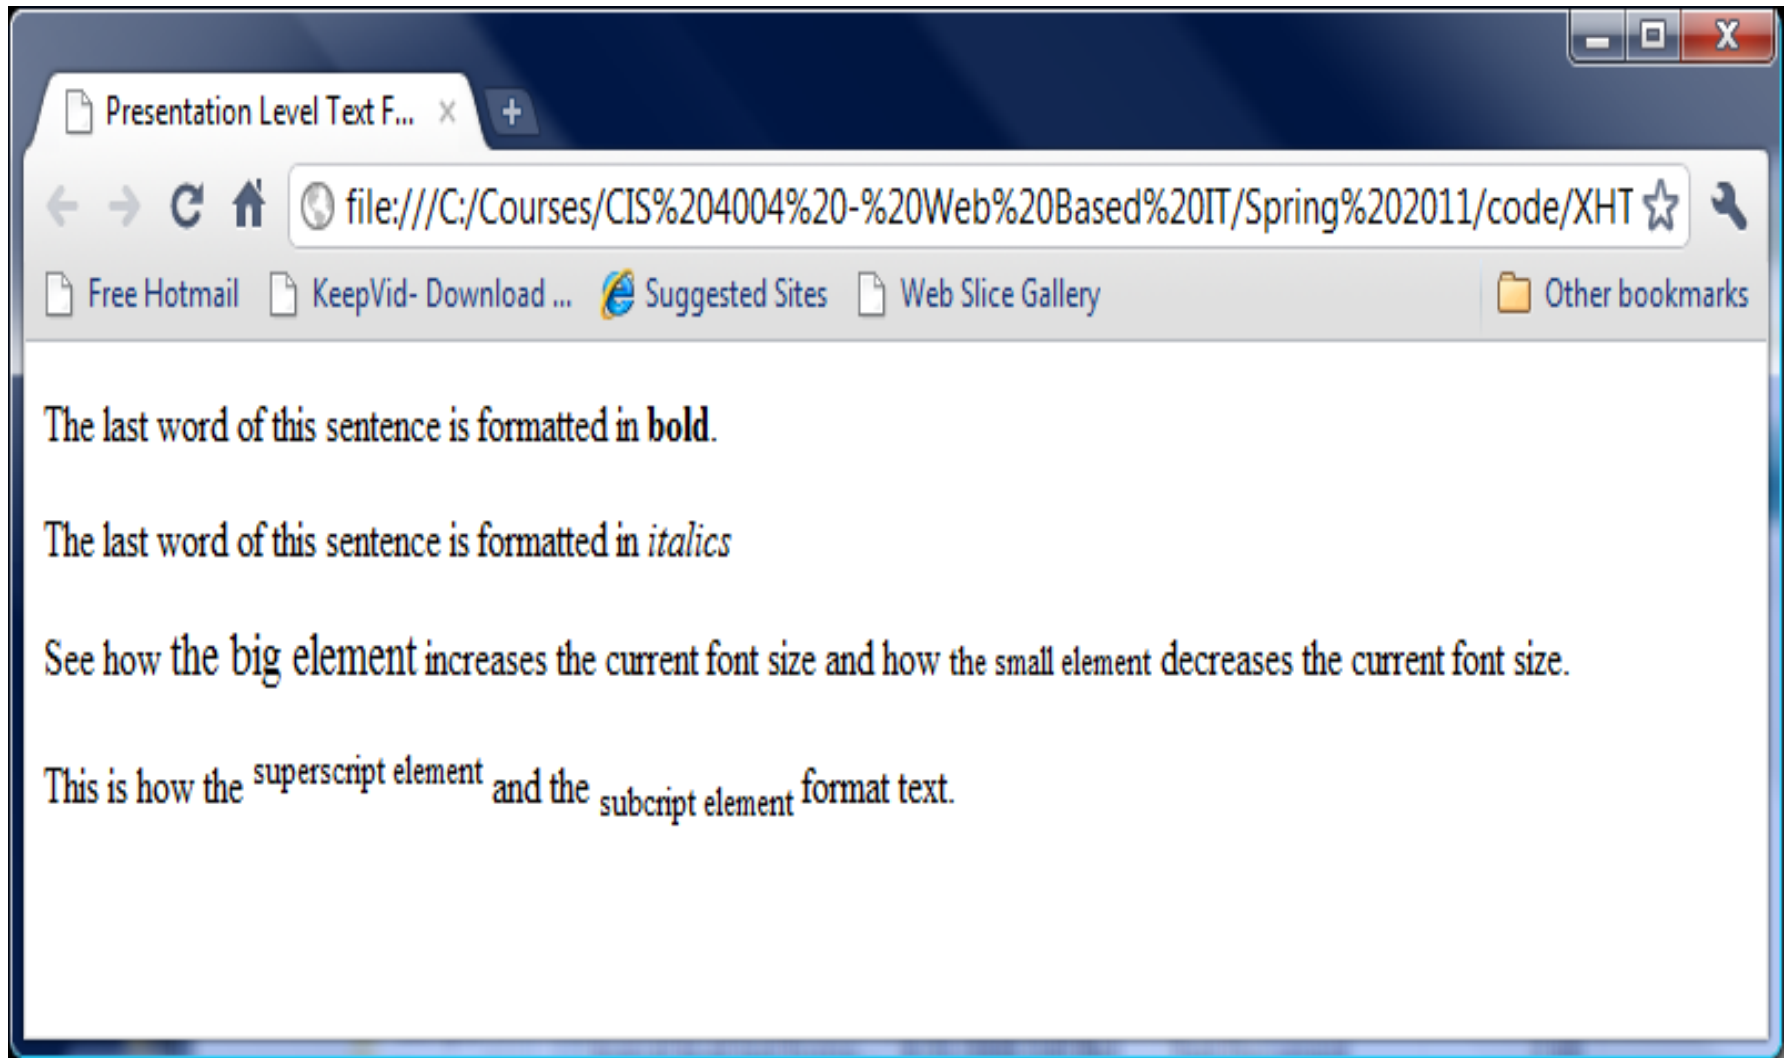 Presentation Level Text F...
file:///C:/Courses/CIS%204004%20-%20Web%20Based%20IT/Spring%202011/code/XHT
Free Hotmail KeepVid- Download ... Suggested Sites Web Slice Gallery Other bookmarks
The last word of this sentence is formatted in bold.
The last word of this sentence is formatted in italics
See how the big element increases the current font size and how the small element decreases the current font size.
This is how the superscript element and the subcript element format text.